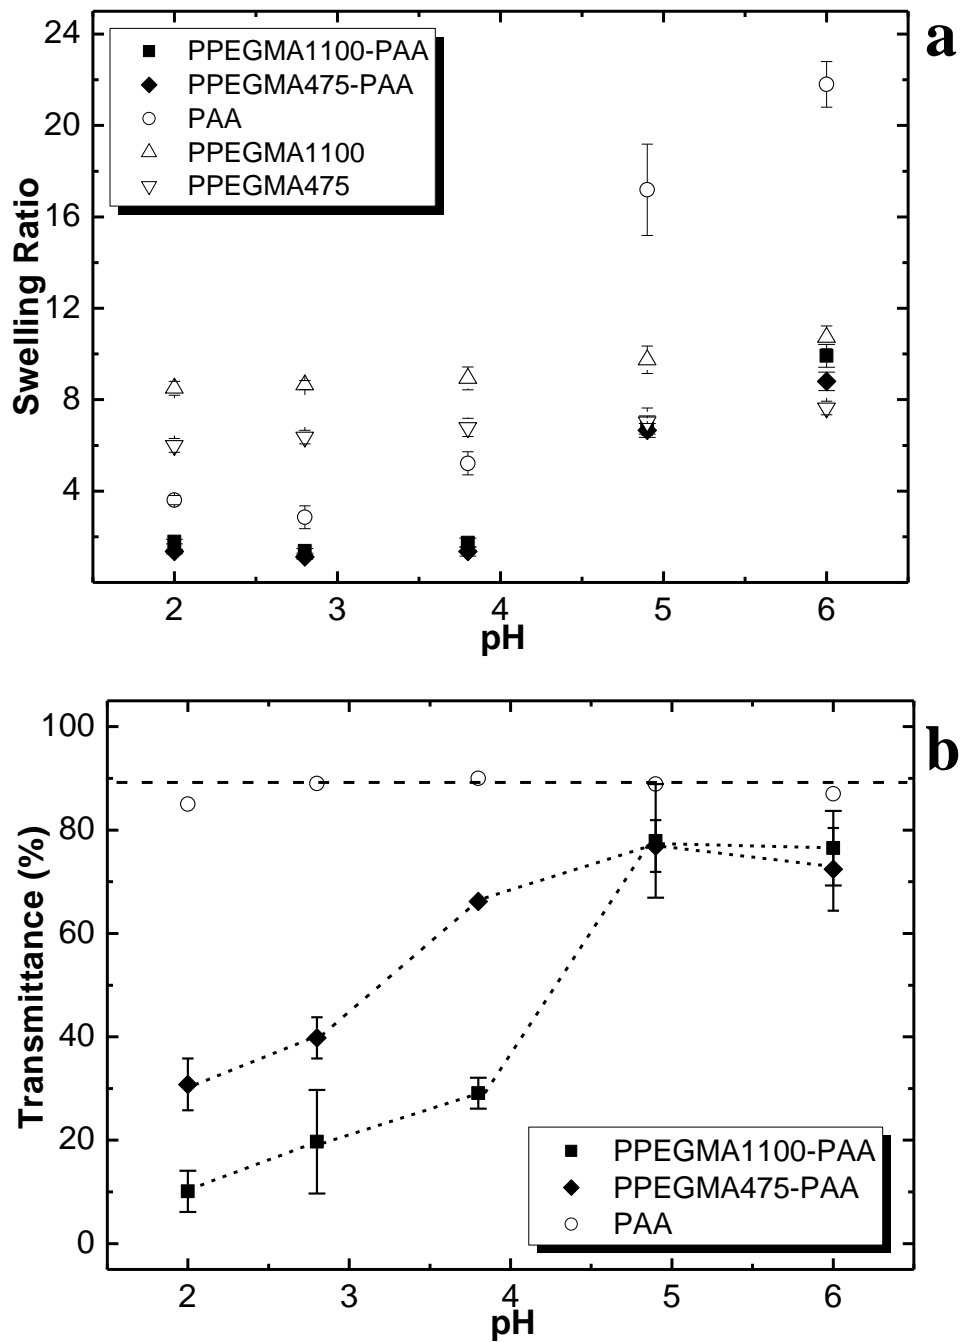 a
24
20
16
12
8
4
Swelling Ratio
PPEGMA1100-PAA
PPEGMA475-PAA
PAA
PPEGMA1100
PPEGMA475
2 3 4 5 6
pH
b
100
80
60
40
20
0
Transmittance (%)
PPEGMA1100-PAA
PPEGMA475-PAA
PAA
2 3 4 5 6
pH